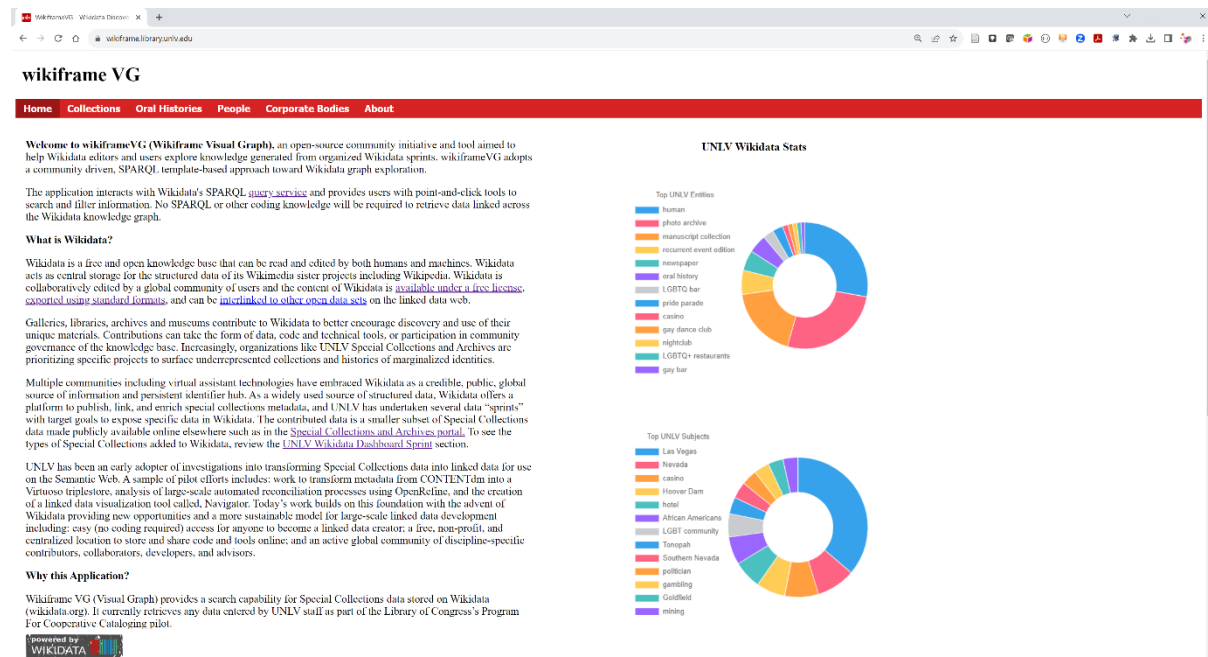 WikiframeVG - Wikidata Discov
wikiframe.library.unlv.edu
wikiframe VG
Home Collections Oral Histories People Corporate Bodies About
Welcome to wikiframeVG (Wikiframe Visual Graph), an open-source community initiative and tool aimed to
help Wikidata editors and users explore knowledge generated from organized Wikidata sprints. wikiframeVG adopts
a community driven, SPARQL template-based approach toward Wikidata graph exploration.
The application interacts with Wikidata's SPARQL query service and provides users with point-and-click tools to
search and filter information. No SPARQL or other coding knowledge will be required to retrieve data linked across
the Wikidata knowledge graph.
What is Wikidata?
Wikidata is a free and open knowledge base that can be read and edited by both humans and machines. Wikidata
acts as central storage for the structured data of its Wikimedia sister projects including Wikipedia. Wikidata is
collaboratively edited by a global community of users and the content of Wikidata is available under a free license,
exported using standard formats, and can be interlinked to other open data sets on the linked data web.
Galleries, libraries, archives and museums contribute to Wikidata to better encourage discovery and use of their
unique materials. Contributions can take the form of data, code and technical tools, or participation in community
governance of the knowledge base. Increasingly, organizations like UNLV Special Collections and Archives are
prioritizing specific projects to surface underrepresented collections and histories of marginalized identities.
Multiple communities including virtual assistant technologies have embraced Wikidata as a credible, public, global
source of information and persistent identifier hub. As a widely used source of structured data, Wikidata offers a
platform to publish, link, and enrich special collections metadata, and UNLV has undertaken several data “sprints”
with target goals to expose specific data in Wikidata. The contributed data is a smaller subset of Special Collections
data made publicly available online elsewhere such as in the Special Collections and Archives portal. To see the
types of Special Collections added to Wikidata, review the UNLV Wikidata Dashboard Sprint section.
UNLV has been an early adopter of investigations into transforming Special Collections data into linked data for use
on the Semantic Web. A sample of pilot efforts includes: work to transform metadata from CONTENTdm into a
Virtuoso triplestore, analysis of large-scale automated reconciliation processes using OpenRefine, and the creation
of a linked data visualization tool called, Navigator. Today’s work builds on this foundation with the advent of
Wikidata providing new opportunities and a more sustainable model for large-scale linked data development
including: easy (no coding required) access for anyone to become a linked data creator; a free, non-profit, and
centralized location to store and share code and tools online; and an active global community of discipline-specific
contributors, collaborators, developers, and advisors.
Why this Application?
Wikiframe VG (Visual Graph) provides a search capability for Special Collections data stored on Wikidata
(wikidata.org). It currently retrieves any data entered by UNLV staff as part of the Library of Congress’s Program
For Cooperative Cataloging pilot.
powered by
WIKIDATA
UNLV Wikidata Stats
Top UNLV Entities
human
photo archive
manuscript collection
recurrent event edition
newspaper
oral history
LGBTQ bar
pride parade
casino
gay dance club
nightclub
LGBTQ+ restaurants
gay bar
Top UNLV Subjects
Las Vegas
Nevada
casino
Hoover Dam
hotel
African Americans
LGBT community
Tonopah
Southern Nevada
politician
gambling
Goldfield
mining